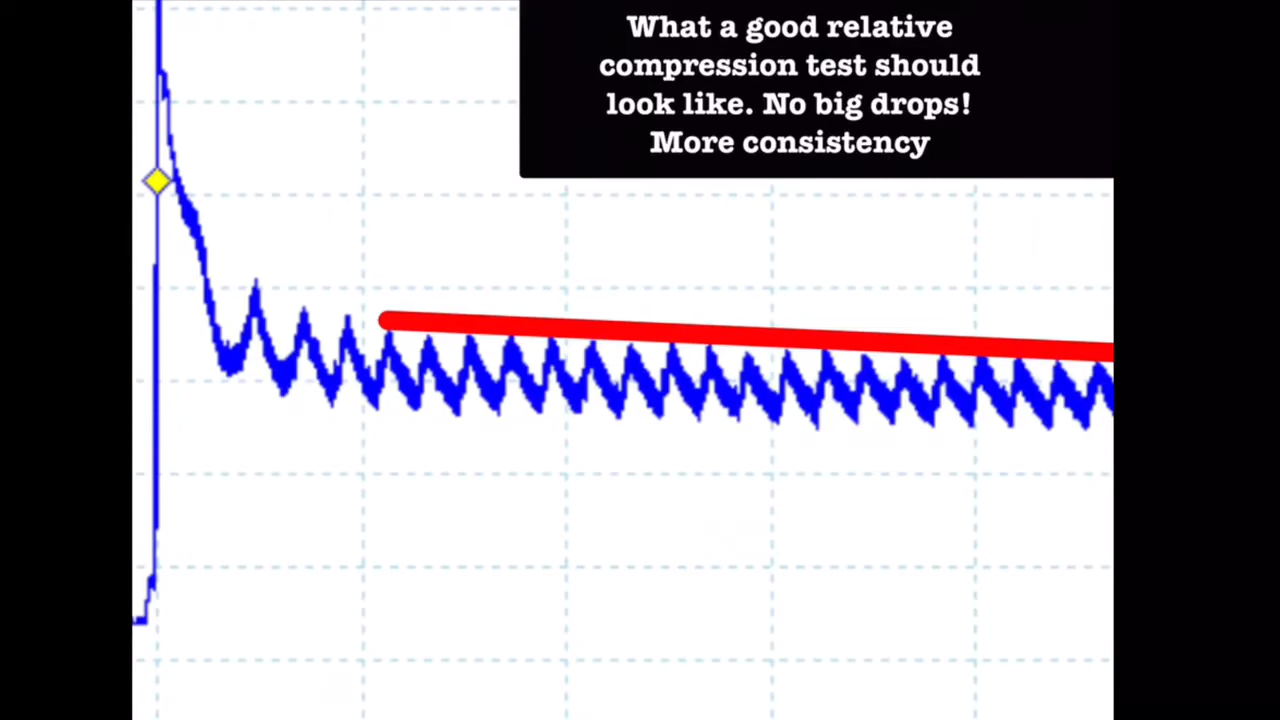 What a good relative
compression test should
look like. No big drops!
More consistency